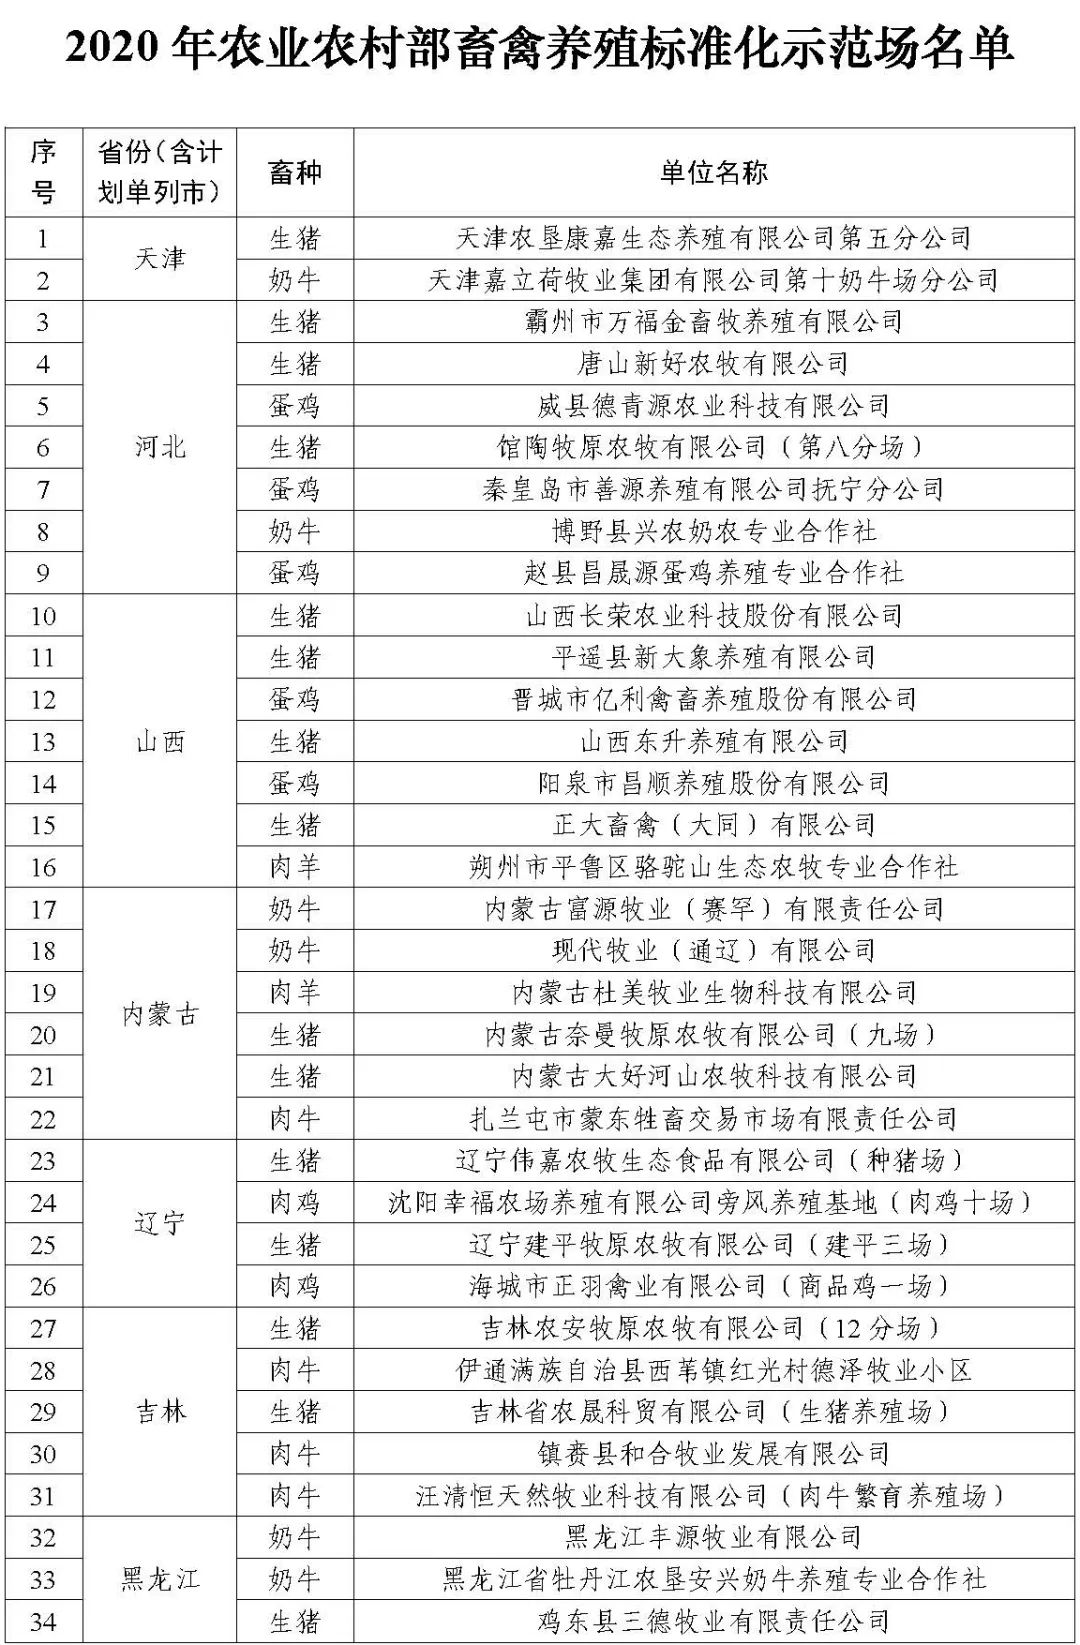 2020年农业农村部畜禽养殖标准化示范场名单
序号 省份（含计划单列市） 畜种 单位名称
1 天津 生猪 天津农垦康嘉生态养殖有限公司第五分公司
2 奶牛 天津嘉立荷牧业集团有限公司第十奶牛场分公司
3 河北 生猪 霸州市万福金畜牧养殖有限公司
4 生猪 唐山新好农牧有限公司
5 蛋鸡 威县德青源农业科技有限公司
6 生猪 馆陶牧原农牧有限公司（第八分场）
7 蛋鸡 秦皇岛市善源养殖有限公司抚宁分公司
8 奶牛 博野县兴农奶农专业合作社
9 蛋鸡 赵县昌晟源蛋鸡养殖专业合作社
10 山西 生猪 山西长荣农业科技股份有限公司
11 生猪 平遥县新大象养殖有限公司
12 蛋鸡 晋城市亿利禽畜养殖股份有限公司
13 生猪 山西东升养殖有限公司
14 蛋鸡 阳泉市昌顺养殖股份有限公司
15 生猪 正大畜禽（大同）有限公司
16 肉羊 朔州市平鲁区骆驼山生态农牧专业合作社
17 内蒙古 奶牛 内蒙古富源牧业（赛罕）有限责任公司
18 奶牛 现代牧业（通辽）有限公司
19 肉羊 内蒙古杜美牧业生物科技有限公司
20 生猪 内蒙古奈曼牧原农牧有限公司（九场）
21 生猪 内蒙古大好河山农牧科技有限公司
22 肉牛 扎兰屯市蒙东牲畜交易市场有限责任公司
23 辽宁 生猪 辽宁伟嘉农牧生态食品有限公司（种猪场）
24 肉鸡 沈阳幸福农场养殖有限公司旁风养殖基地（肉鸡十场）
25 生猪 辽宁建平牧原农牧有限公司（建平三场）
26 肉鸡 海城市正羽禽业有限公司（商品鸡一场）
27 吉林 生猪 吉林农安牧原农牧有限公司（12分场）
28 肉牛 伊通满族自治县西苇镇红光村德泽牧业小区
29 生猪 吉林省农晟科贸有限公司（生猪养殖场）
30 肉牛 镇赉县和合牧业发展有限公司
31 肉牛 汪清恒天然牧业科技有限公司（肉牛繁育养殖场）
32 黑龙江 奶牛 黑龙江丰源牧业有限公司
33 奶牛 黑龙江省牡丹江农垦安兴奶牛养殖专业合作社
34 生猪 鸡东县三德牧业有限责任公司